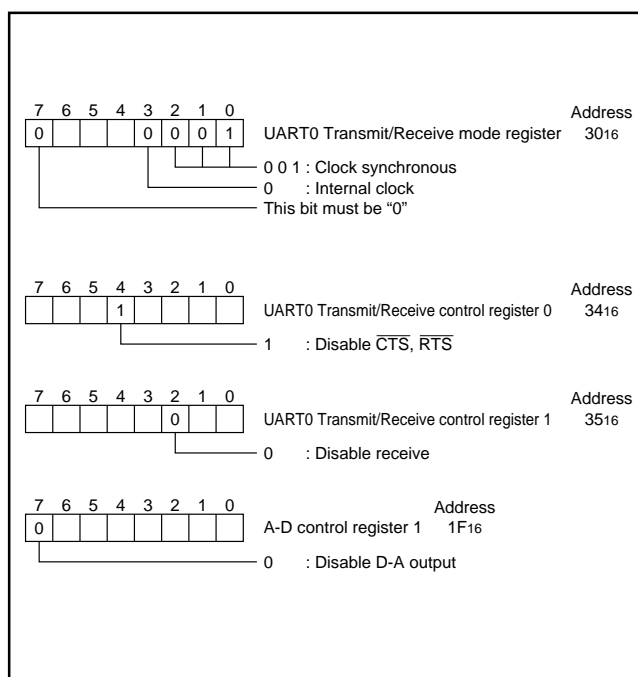 7 6 5 4 3 2 1 0 Address
0 0 0 0 1 UART0 Transmit/Receive mode register 3016
0 0 1 : Clock synchronous
0 : Internal clock
This bit must be “0”
7 6 5 4 3 2 1 0 Address
1 UART0 Transmit/Receive control register 0 3416
1 : Disable C̅T̅S̅, R̅T̅S̅
7 6 5 4 3 2 1 0 Address
0 UART0 Transmit/Receive control register 1 3516
0 : Disable receive
7 6 5 4 3 2 1 0 Address
0 A-D control register 1 1F16
0 : Disable D-A output